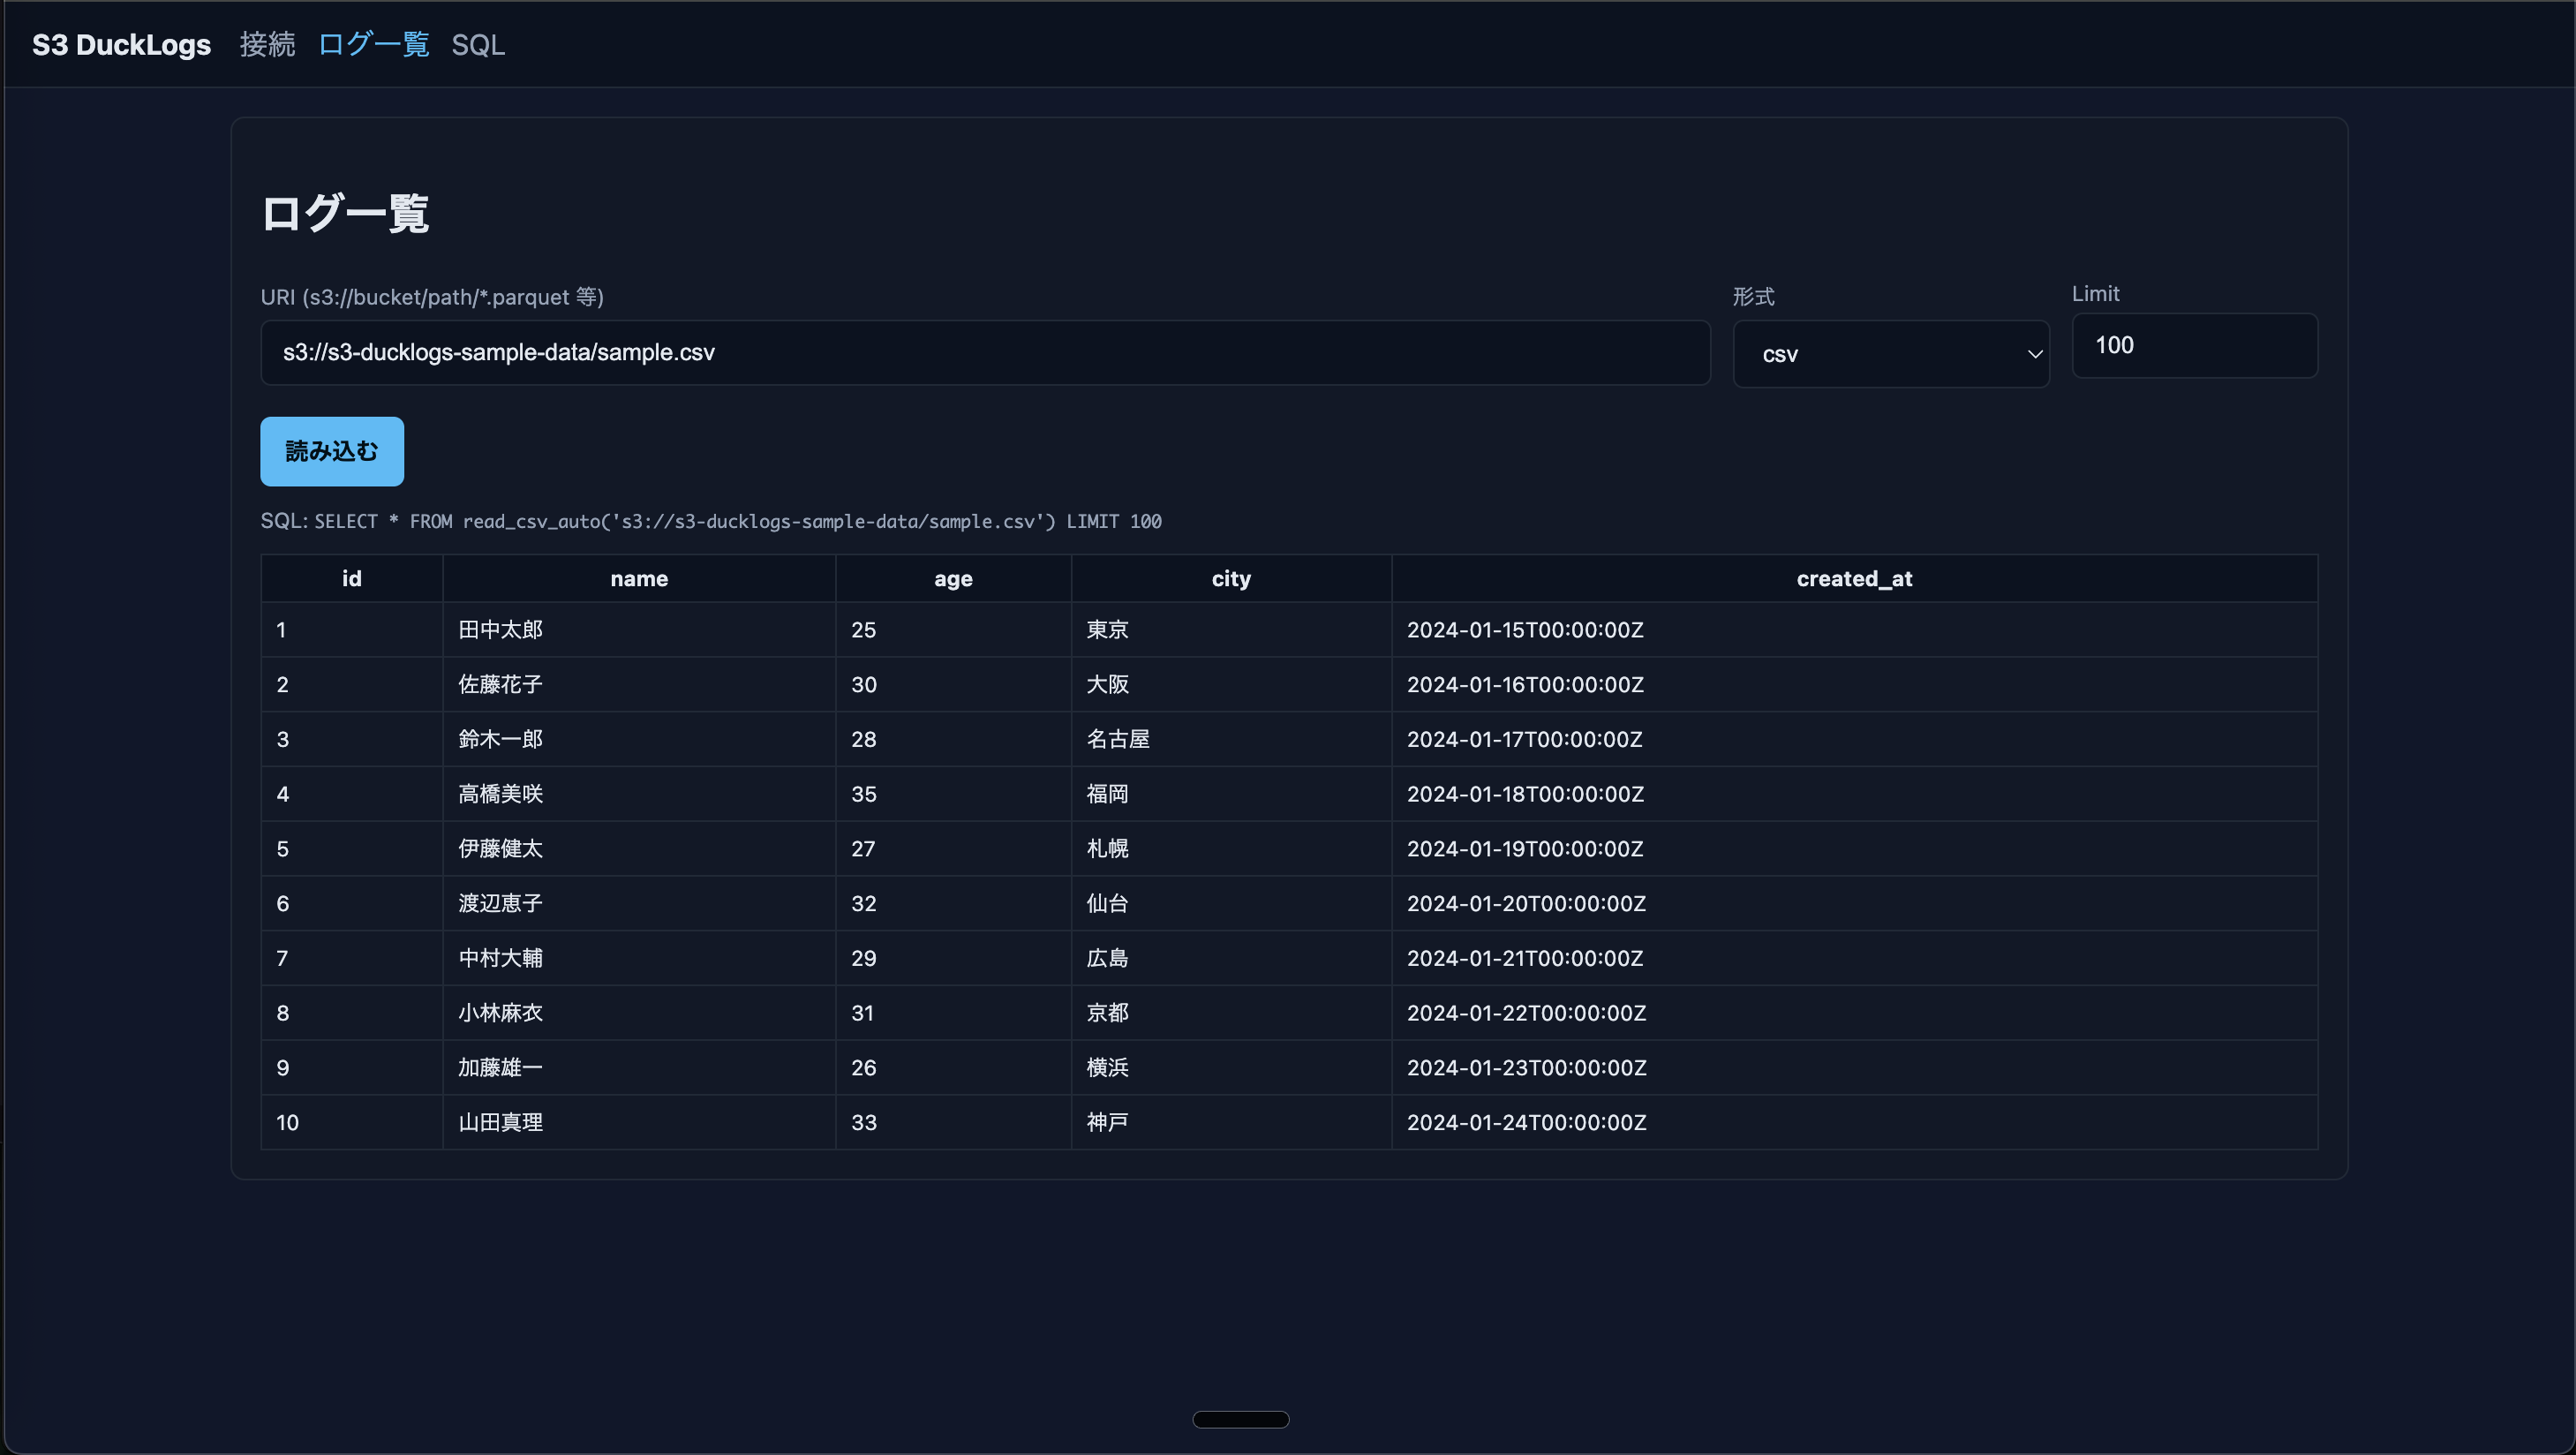 S3 DuckLogs 接続 ログ一覧 SQL
ログ一覧
URI (s3://bucket/path/*.parquet 等) 形式 Limit
s3://s3-ducklogs-sample-data/sample.csv csv 100
読み込む
SQL: SELECT * FROM read_csv_auto('s3://s3-ducklogs-sample-data/sample.csv') LIMIT 100
id name age city created_at
1 田中太郎 25 東京 2024-01-15T00:00:00Z
2 佐藤花子 30 大阪 2024-01-16T00:00:00Z
3 鈴木一郎 28 名古屋 2024-01-17T00:00:00Z
4 高橋美咲 35 福岡 2024-01-18T00:00:00Z
5 伊藤健太 27 札幌 2024-01-19T00:00:00Z
6 渡辺恵子 32 仙台 2024-01-20T00:00:00Z
7 中村大輔 29 広島 2024-01-21T00:00:00Z
8 小林麻衣 31 京都 2024-01-22T00:00:00Z
9 加藤雄一 26 横浜 2024-01-23T00:00:00Z
10 山田真理 33 神戸 2024-01-24T00:00:00Z